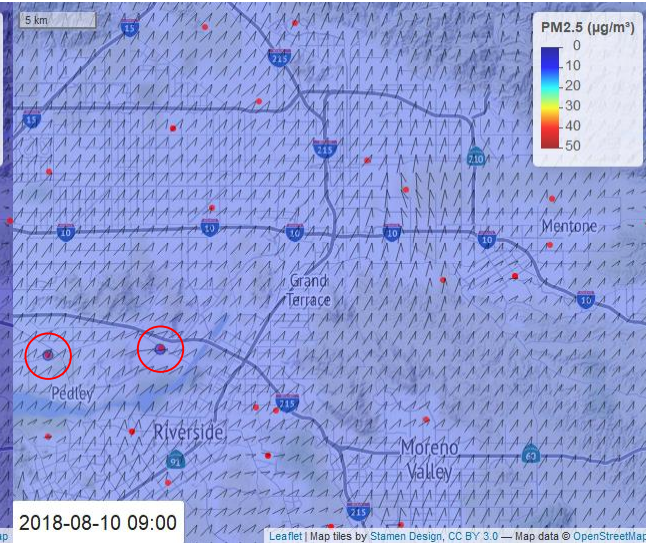 5 km
15
215
PM2.5 (µg/m³)
0
10
20
30
40
50
15
215
210
10
10
10
10
10
Mentone
10
Grand
Terrace
Pedley
215
Riverside
91
Moreno
Valley
60
215
2018-08-10 09:00
ap
Leaflet | Map tiles by Stamen Design, CC BY 3.0 — Map data © OpenStreetMap